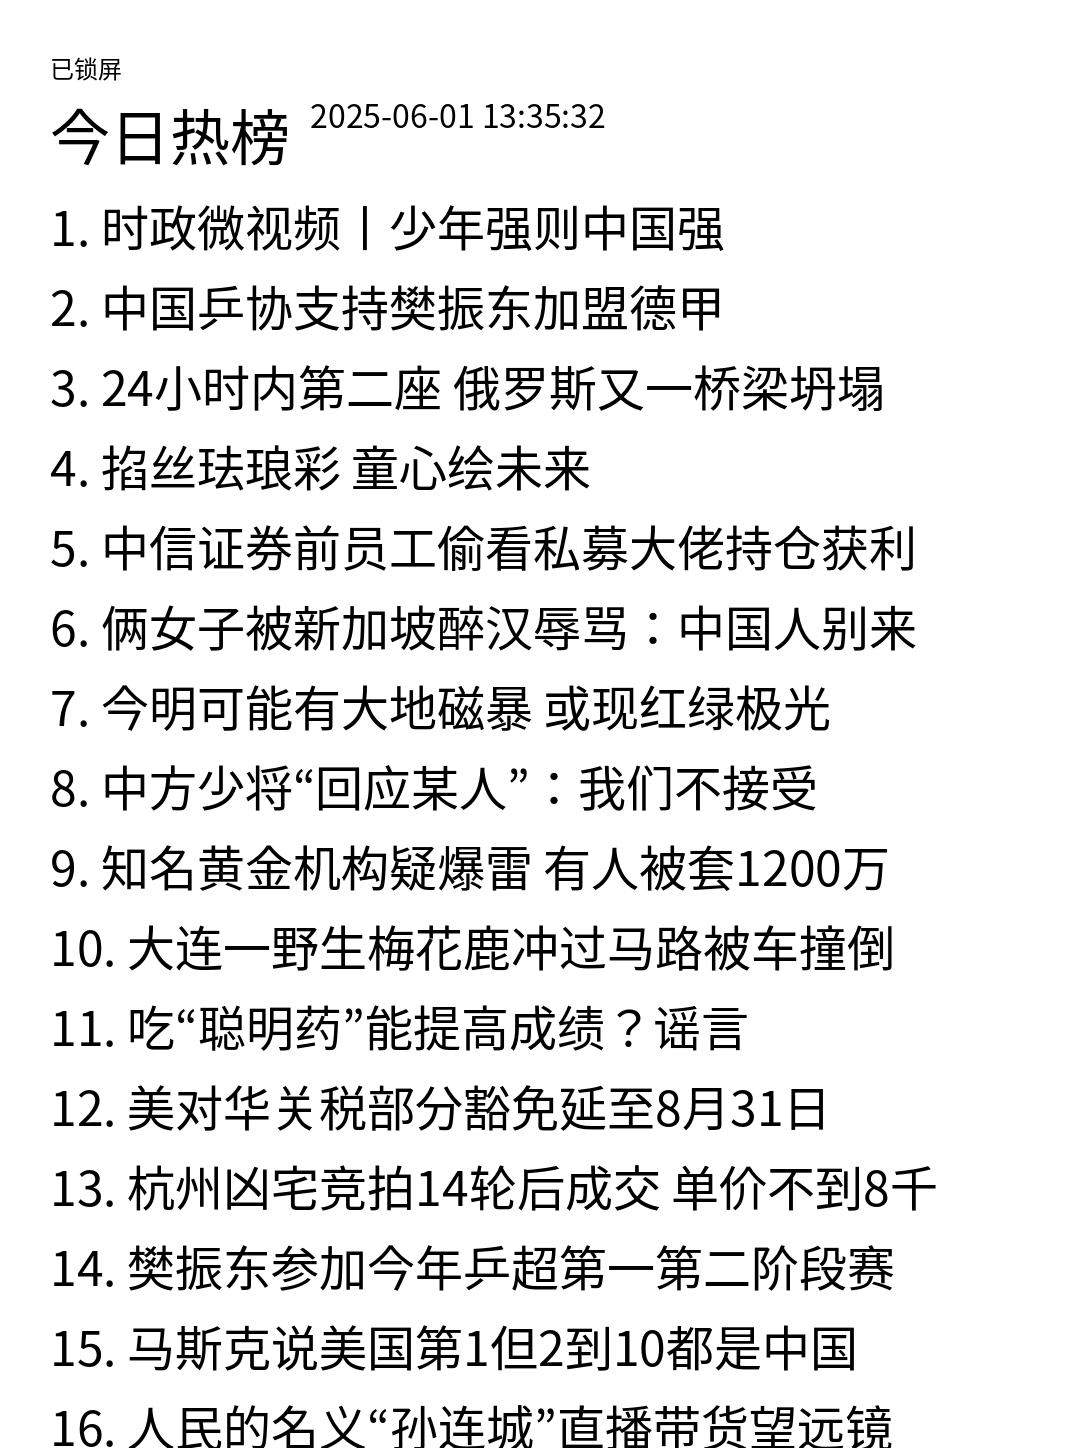 已锁屏
今日热榜 2025-06-01 13:35:32
1. 时政微视频丨少年强则中国强
2. 中国乒协支持樊振东加盟德甲
3. 24小时内第二座 俄罗斯又一桥梁坍塌
4. 掐丝珐琅彩 童心绘未来
5. 中信证券前员工偷看私募大佬持仓获利
6. 俩女子被新加坡醉汉辱骂：中国人别来
7. 今明可能有大地磁暴 或现红绿极光
8. 中方少将“回应某人”：我们不接受
9. 知名黄金机构疑爆雷 有人被套1200万
10. 大连一野生梅花鹿冲过马路被车撞倒
11. 吃“聪明药”能提高成绩？谣言
12. 美对华关税部分豁免延至8月31日
13. 杭州凶宅竞拍14轮后成交 单价不到8千
14. 樊振东参加今年乒超第一第二阶段赛
15. 马斯克说美国第1但2到10都是中国
16. 人民的名义“孙连城”直播带货望远镜